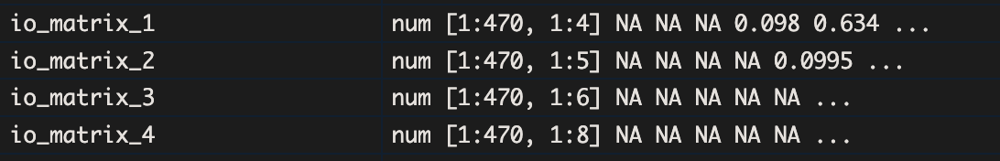 io_matrix_1 num [1:470, 1:4] NA NA NA 0.098 0.634 ...
io_matrix_2 num [1:470, 1:5] NA NA NA NA 0.0995 ...
io_matrix_3 num [1:470, 1:6] NA NA NA NA NA ...
io_matrix_4 num [1:470, 1:8] NA NA NA NA NA ...